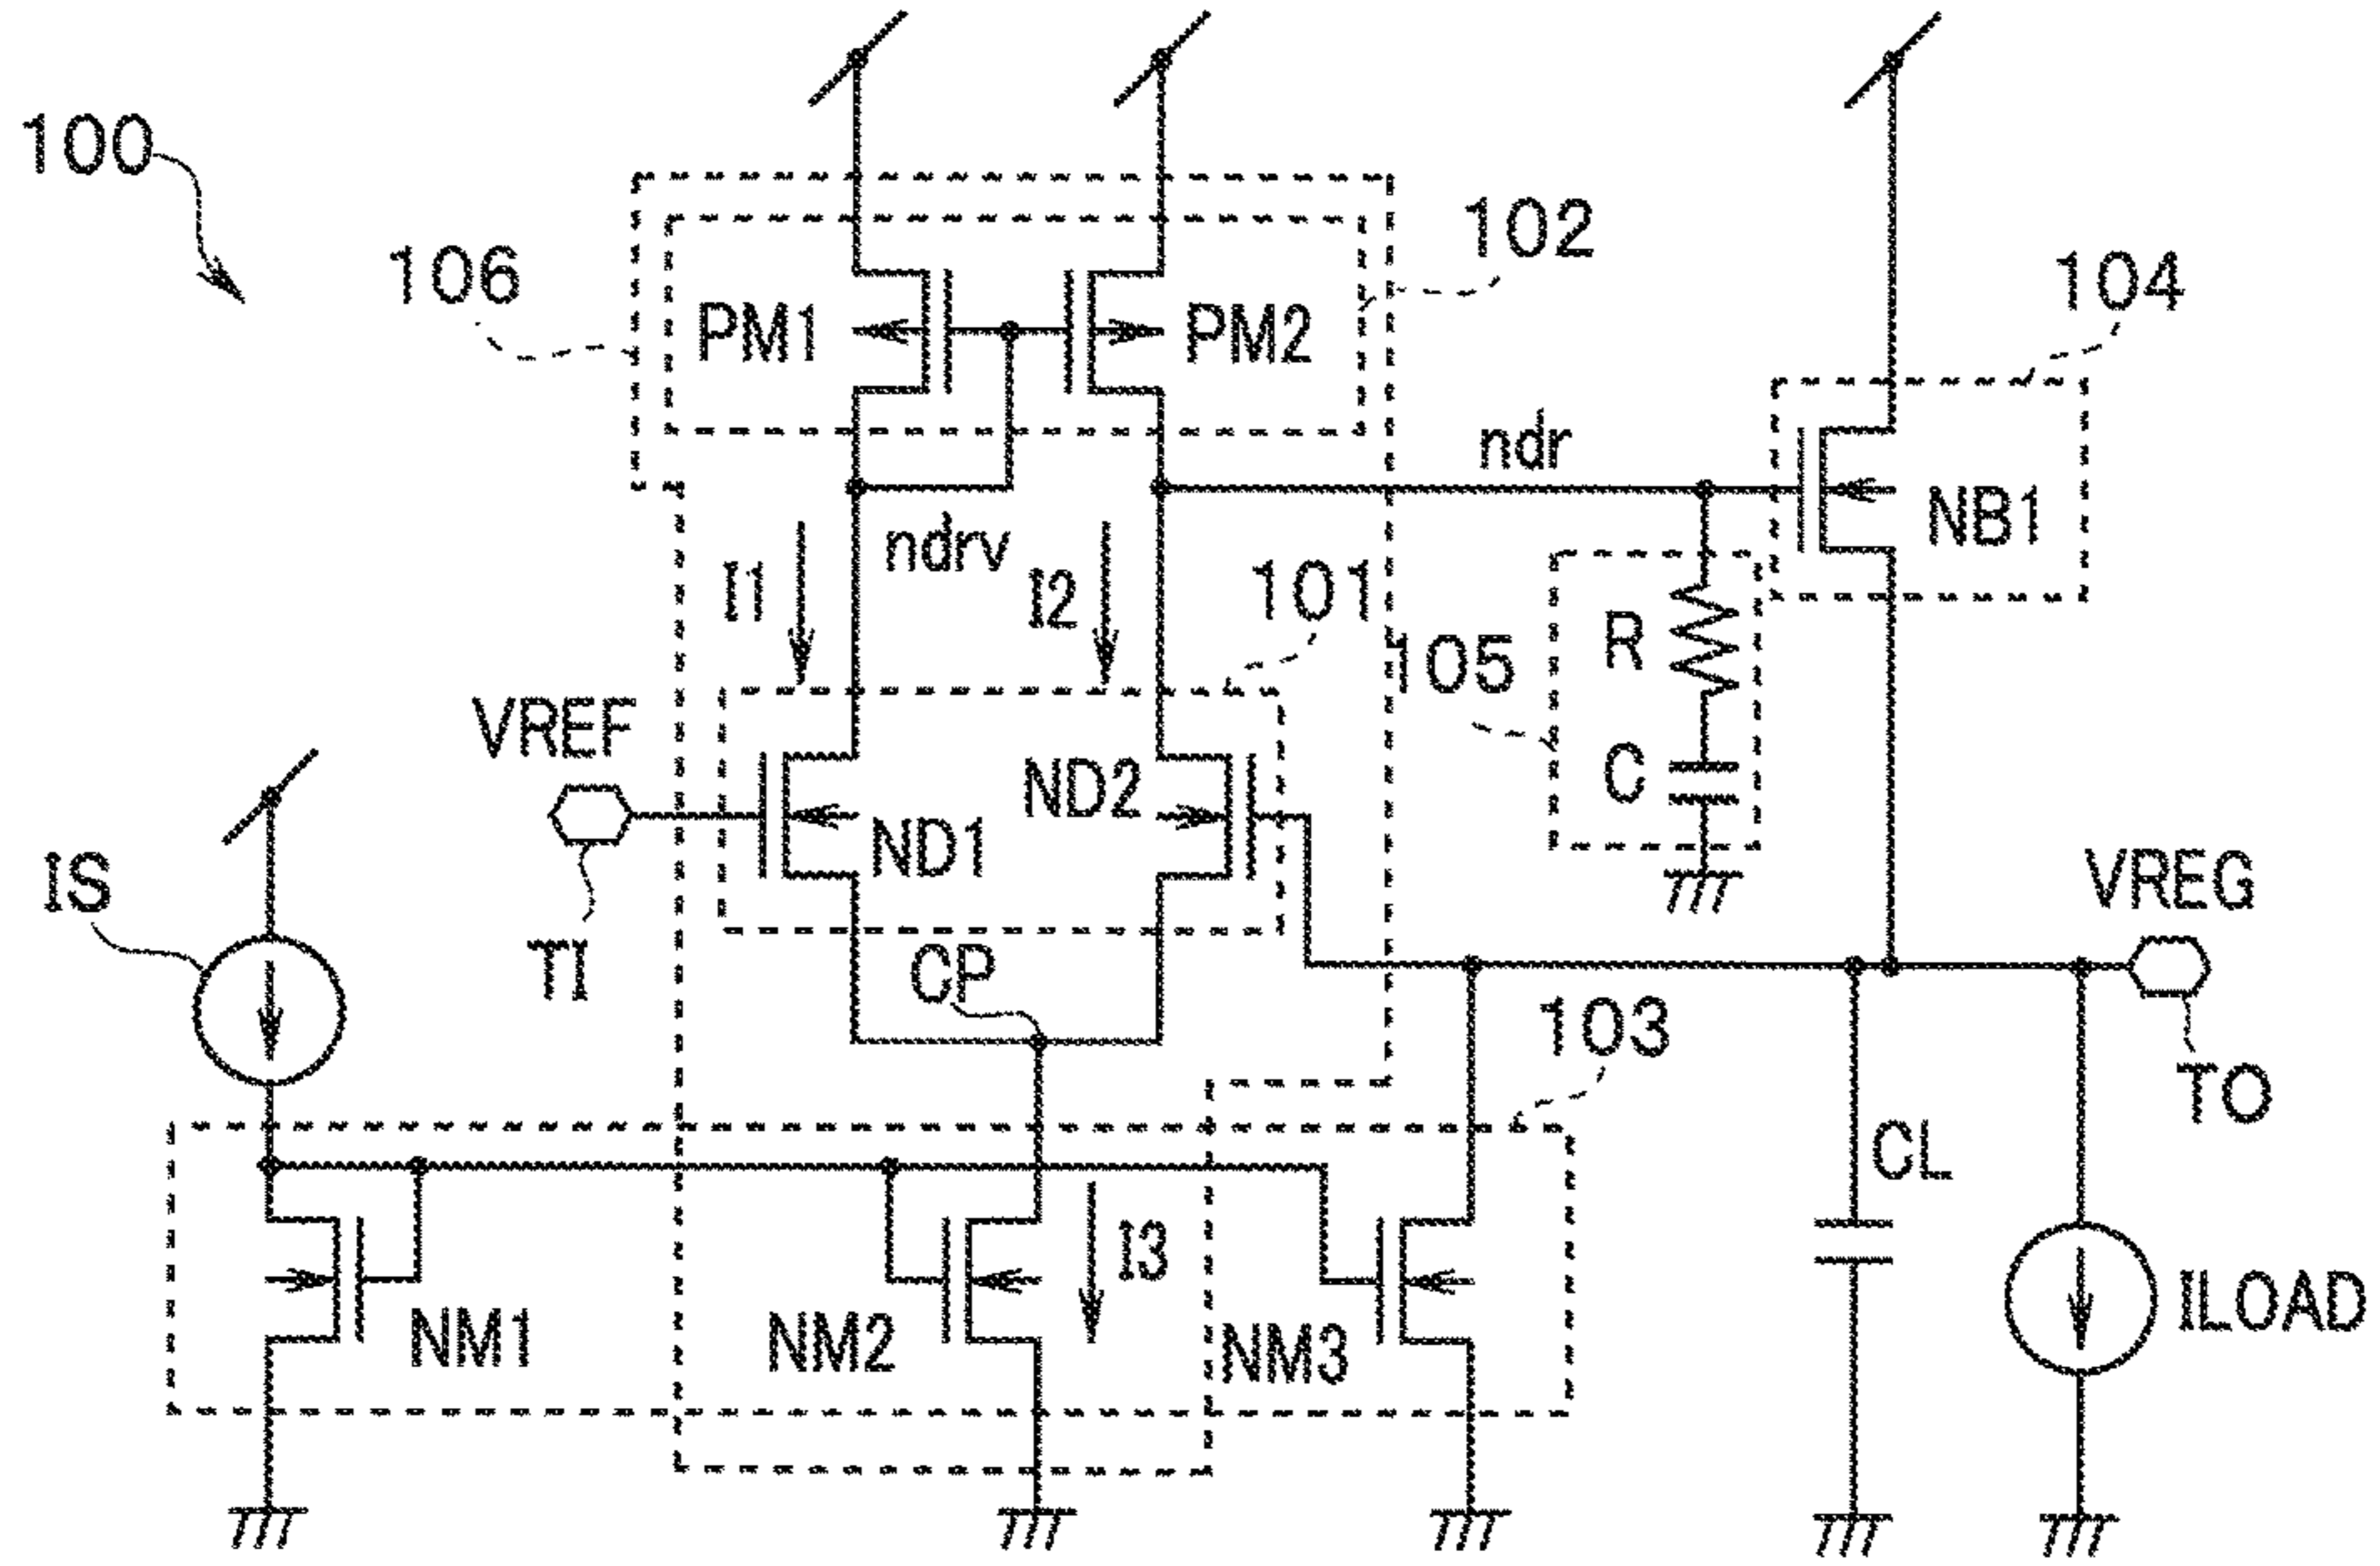 100
106
102
104
PM1
PM2
ndr
NB1
ndrv
I1
I2
101
105
R
C
VREF
ND1
ND2
TI
IS
CP
VREG
TO
103
CL
I3
NM1
NM2
NM3
ILOAD